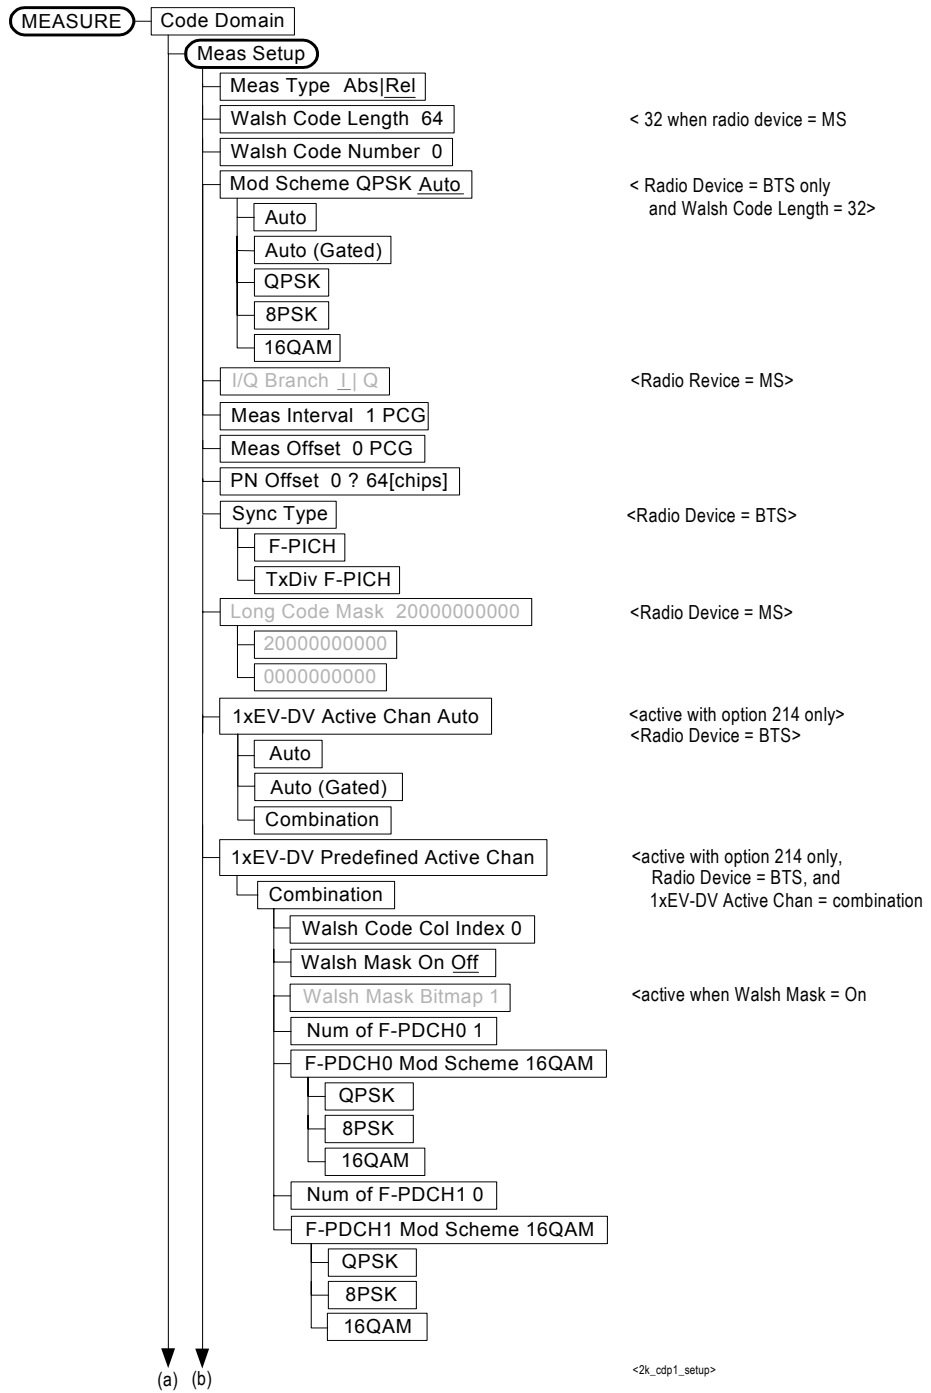 MEASURE Code Domain
Meas Setup
Meas Type Abs|Rel
Walsh Code Length 64 < 32 when radio device = MS
Walsh Code Number 0
Mod Scheme QPSK Auto < Radio Device = BTS only
and Walsh Code Length = 32>
Auto
Auto (Gated)
QPSK
8PSK
16QAM
I/Q Branch I| Q <Radio Revice = MS>
Meas Interval 1 PCG
Meas Offset 0 PCG
PN Offset 0 ? 64[chips]
Sync Type <Radio Device = BTS>
F-PICH
TxDiv F-PICH
Long Code Mask 20000000000 <Radio Device = MS>
20000000000
0000000000
1xEV-DV Active Chan Auto <active with option 214 only>
<Radio Device = BTS>
Auto
Auto (Gated)
Combination
1xEV-DV Predefined Active Chan <active with option 214 only,
Radio Device = BTS, and
1xEV-DV Active Chan = combination
Combination
Walsh Code Col Index 0
Walsh Mask On Off
Walsh Mask Bitmap 1 <active when Walsh Mask = On
Num of F-PDCH0 1
F-PDCH0 Mod Scheme 16QAM
QPSK
8PSK
16QAM
Num of F-PDCH1 0
F-PDCH1 Mod Scheme 16QAM
QPSK
8PSK
16QAM
(a) (b) <2k_cdp1_setup>